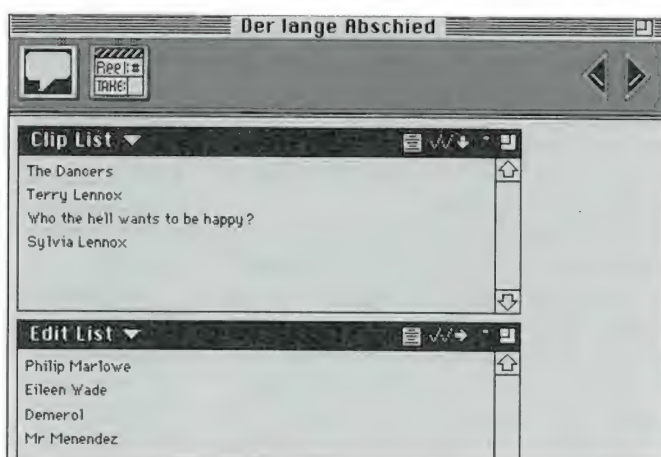 Der lange Abschied
Reel:#
TAKE:
Clip List
The Dancers
Terry Lennox
Who the hell wants to be happy?
Sylvia Lennox
Edit List
Philip Marlowe
Eileen Wade
Demerol
Mr Menendez